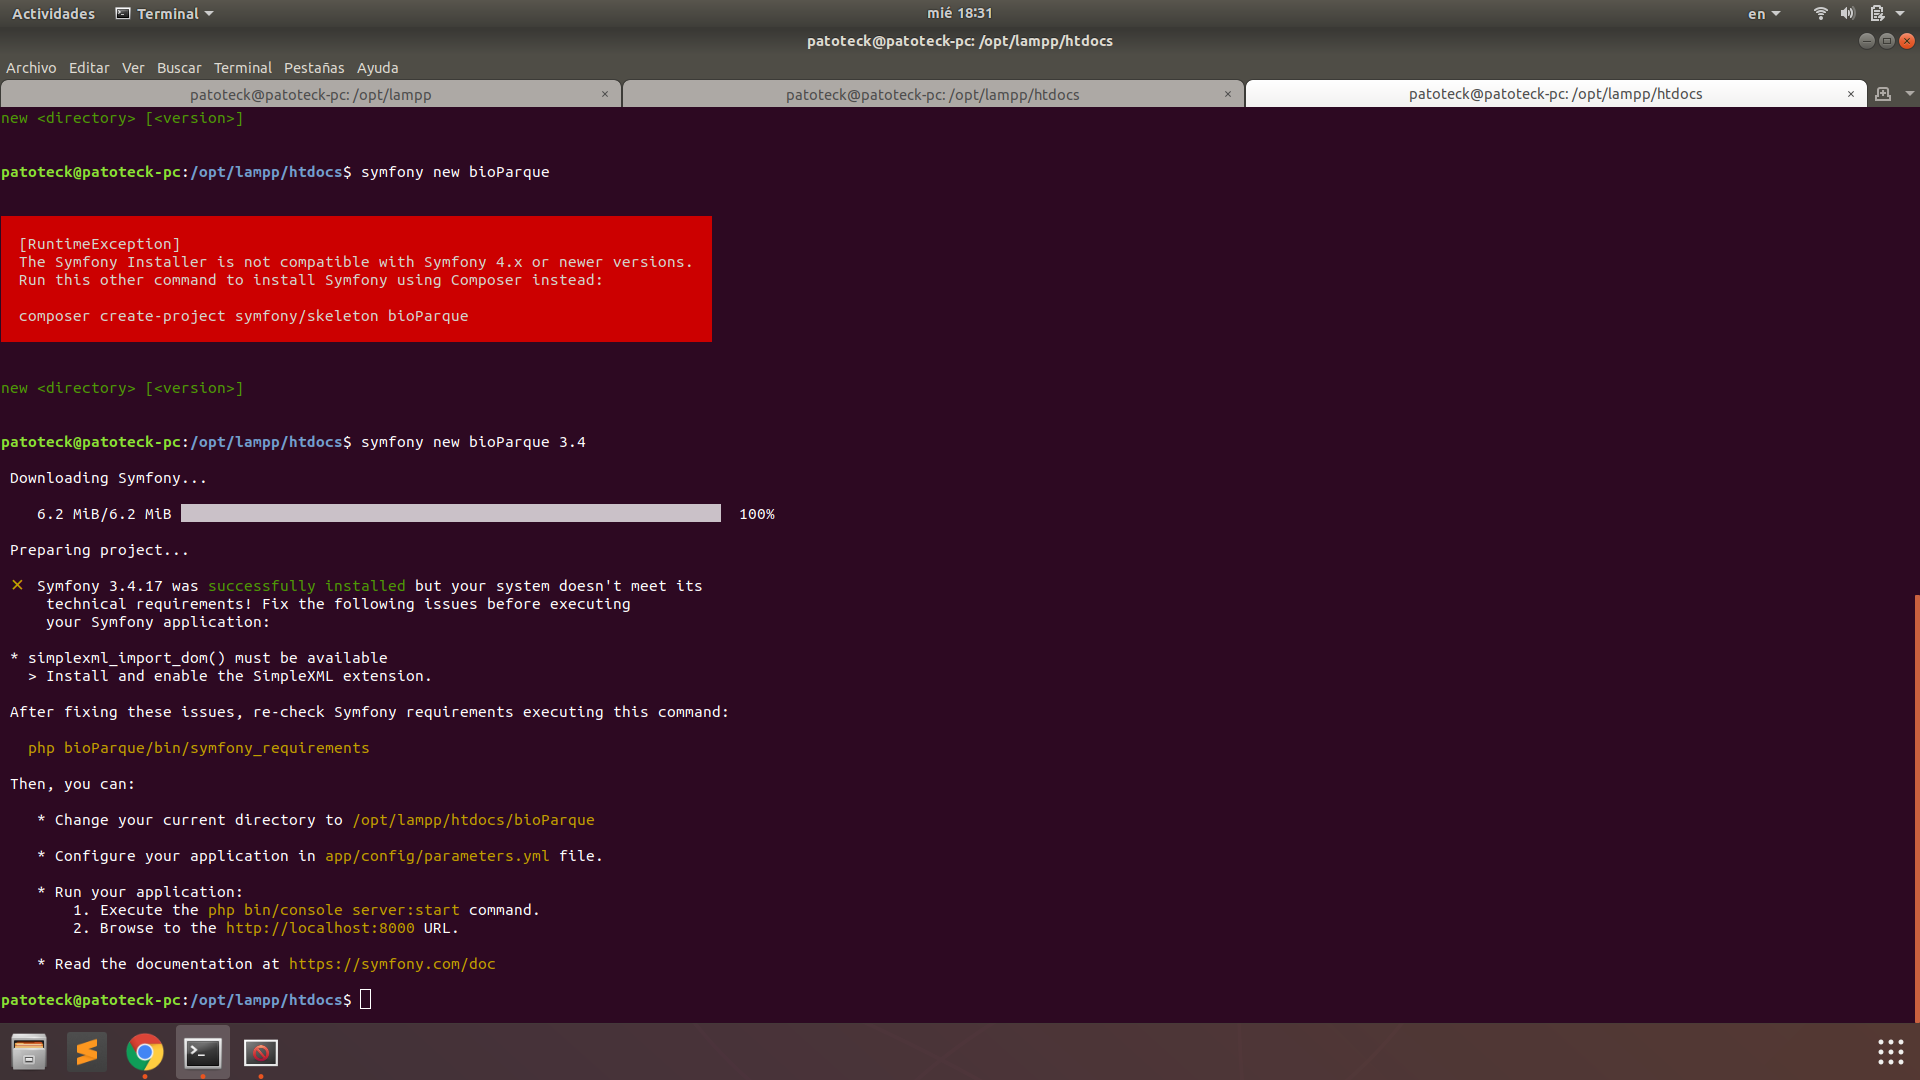 Actividades Terminal mié 18:31 en
patoteck@patoteck-pc: /opt/lampp/htdocs
Archivo Editar Ver Buscar Terminal Pestañas Ayuda
patoteck@patoteck-pc: /opt/lampp × patoteck@patoteck-pc: /opt/lampp/htdocs × patoteck@patoteck-pc: /opt/lampp/htdocs ×
new <directory> [<version>]
patoteck@patoteck-pc:/opt/lampp/htdocs$ symfony new bioParque
[RuntimeException]
The Symfony Installer is not compatible with Symfony 4.x or newer versions.
Run this other command to install Symfony using Composer instead:
composer create-project symfony/skeleton bioParque
new <directory> [<version>]
patoteck@patoteck-pc:/opt/lampp/htdocs$ symfony new bioParque 3.4
Downloading Symfony...
6.2 MiB/6.2 MiB 100%
Preparing project...
✕ Symfony 3.4.17 was successfully installed but your system doesn't meet its
technical requirements! Fix the following issues before executing
your Symfony application:
* simplexml_import_dom() must be available
> Install and enable the SimpleXML extension.
After fixing these issues, re-check Symfony requirements executing this command:
php bioParque/bin/symfony_requirements
Then, you can:
* Change your current directory to /opt/lampp/htdocs/bioParque
* Configure your application in app/config/parameters.yml file.
* Run your application:
1. Execute the php bin/console server:start command.
2. Browse to the http://localhost:8000 URL.
* Read the documentation at https://symfony.com/doc
patoteck@patoteck-pc:/opt/lampp/htdocs$